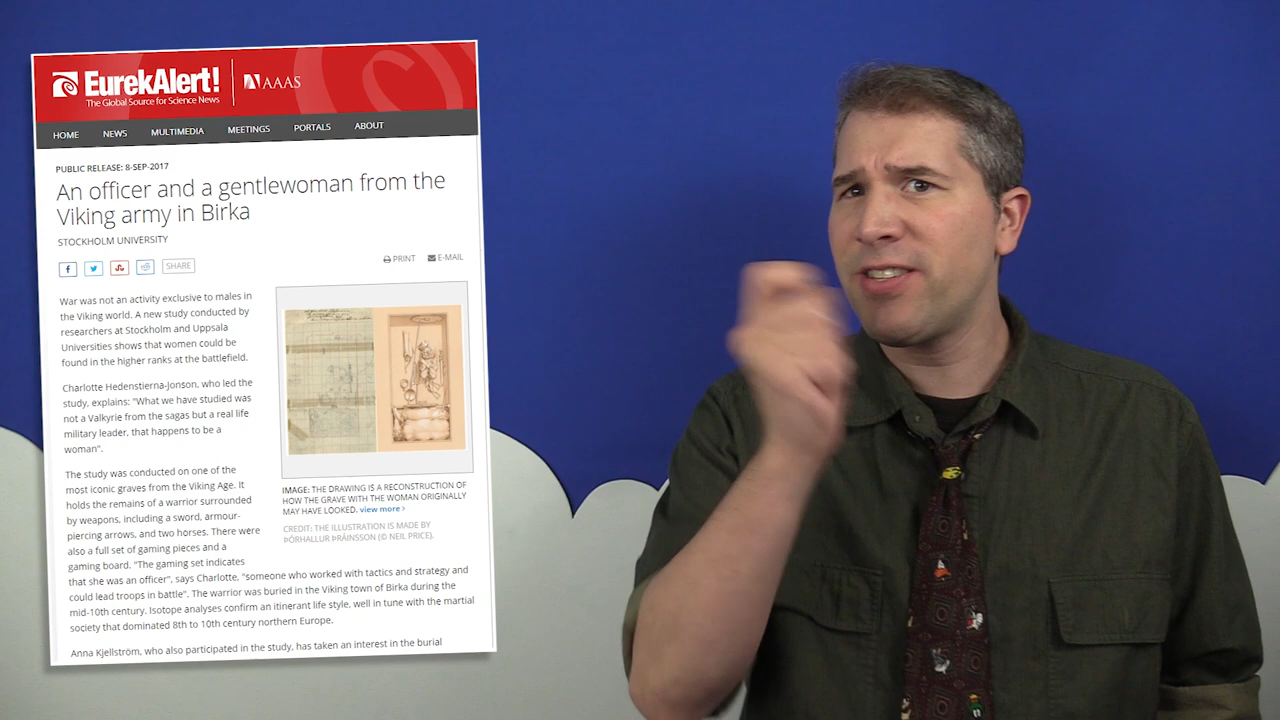 EurekAlert!
The Global Source for Science News
AAAS
HOME NEWS MULTIMEDIA MEETINGS PORTALS ABOUT
PUBLIC RELEASE: 8-SEP-2017
An officer and a gentlewoman from the
Viking army in Birka
STOCKHOLM UNIVERSITY
SHARE
PRINT E-MAIL
War was not an activity exclusive to males in
the Viking world. A new study conducted by
researchers at Stockholm and Uppsala
Universities shows that women could be
found in the higher ranks at the battlefield.
Charlotte Hedenstierna-Jonson, who led the
study, explains: "What we have studied was
not a Valkyrie from the sagas but a real life
military leader, that happens to be a
woman".
The study was conducted on one of the
most iconic graves from the Viking Age. It
holds the remains of a warrior surrounded
by weapons, including a sword, armour-
piercing arrows, and two horses. There were
also a full set of gaming pieces and a
gaming board. "The gaming set indicates
that she was an officer", says Charlotte, "someone who worked with tactics and strategy and
could lead troops in battle". The warrior was buried in the Viking town of Birka during the
mid-10th century. Isotope analyses confirm an itinerant life style, well in tune with the martial
society that dominated 8th to 10th century northern Europe.
Anna Kjellström, who also participated in the study, has taken an interest in the burial
IMAGE: THE DRAWING IS A RECONSTRUCTION OF
HOW THE GRAVE WITH THE WOMAN ORIGINALLY
MAY HAVE LOOKED. view more >
CREDIT: THE ILLUSTRATION IS MADE BY
ÞÓRHALLUR ÞRÁINSSON (© NEIL PRICE).